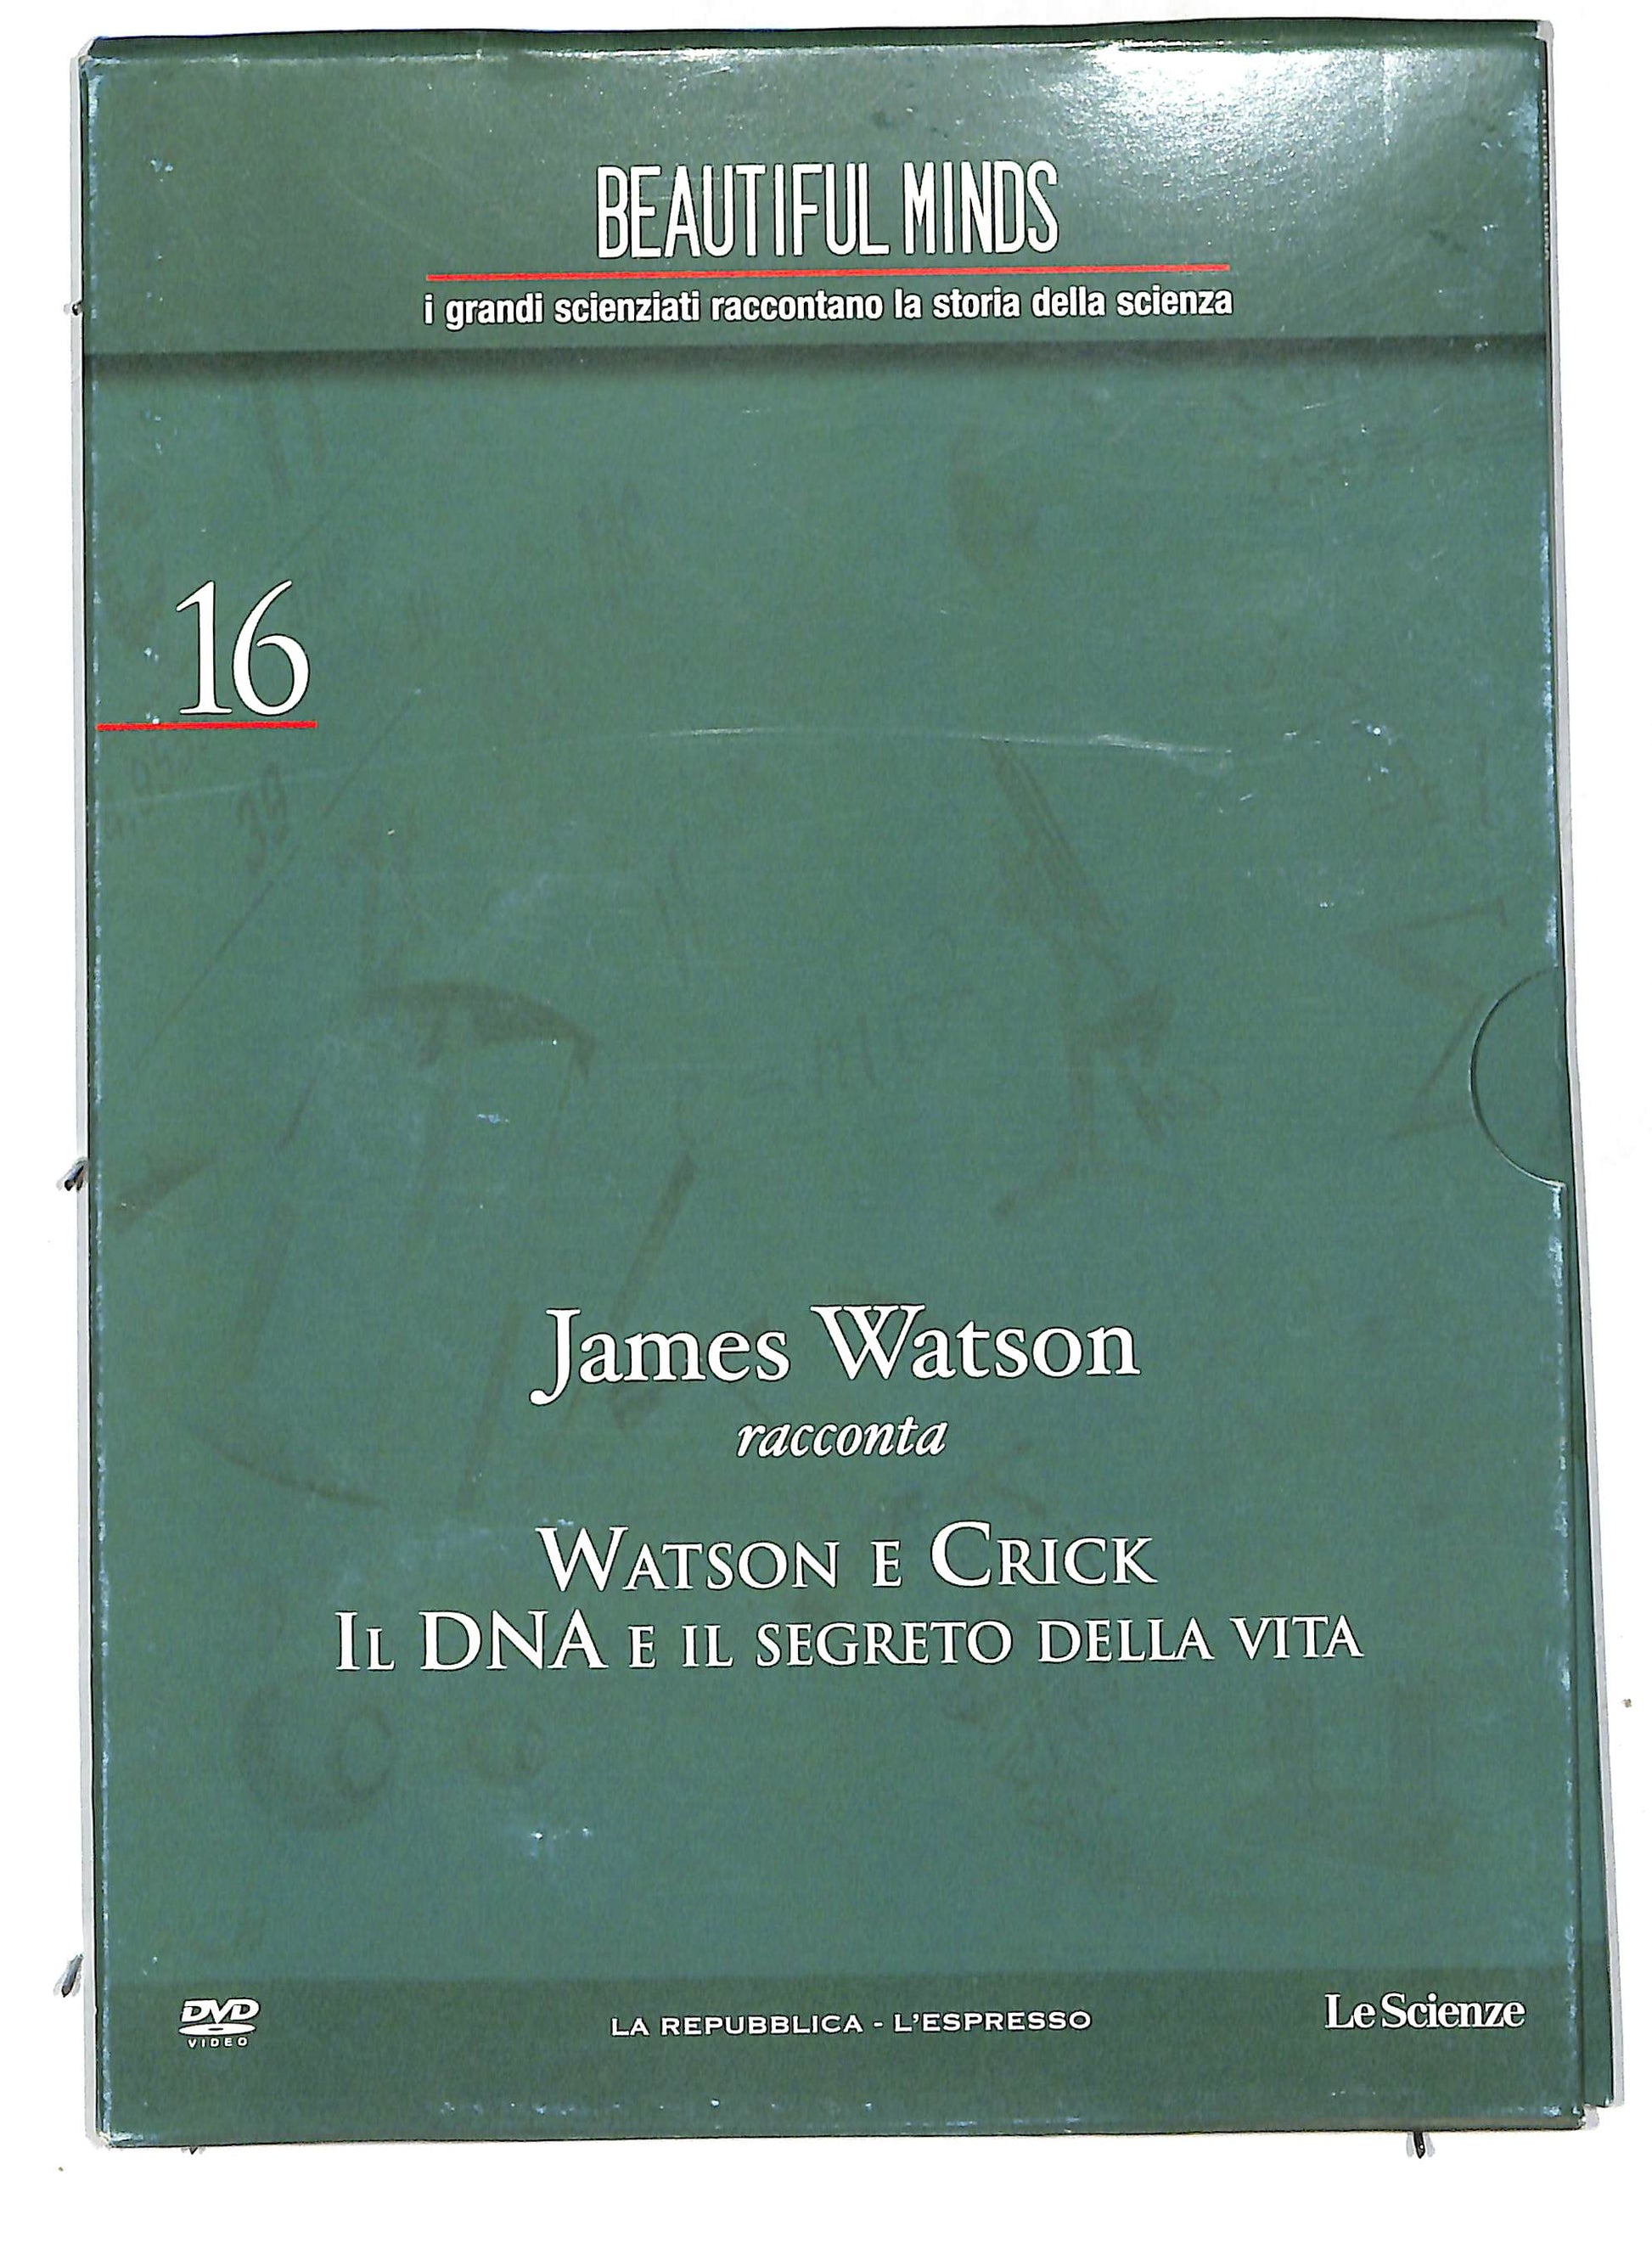 BEAUTIFUL MINDS
i grandi scienziati raccontano la storia della scienza
16
James Watson
racconta
WATSON E CRICK
IL DNA E IL SEGRETO DELLA VITA
DVD
VIDEO
LA REPUBBLICA - L'ESPRESSO
Le Scienze